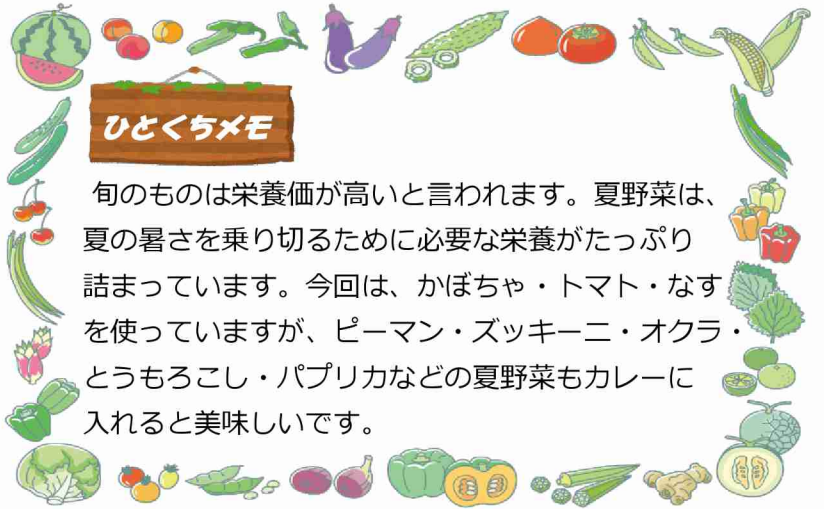 ひとくちメモ
旬のものは栄養価が高いと言われます。夏野菜は、
夏の暑さを乗り切るために必要な栄養がたっぷり
詰まっています。今回は、かぼちゃ・トマト・なす
を使っていますが、ピーマン・ズッキーニ・オクラ・
とうもろこし・パプリカなどの夏野菜もカレーに
入れると美味しいです。